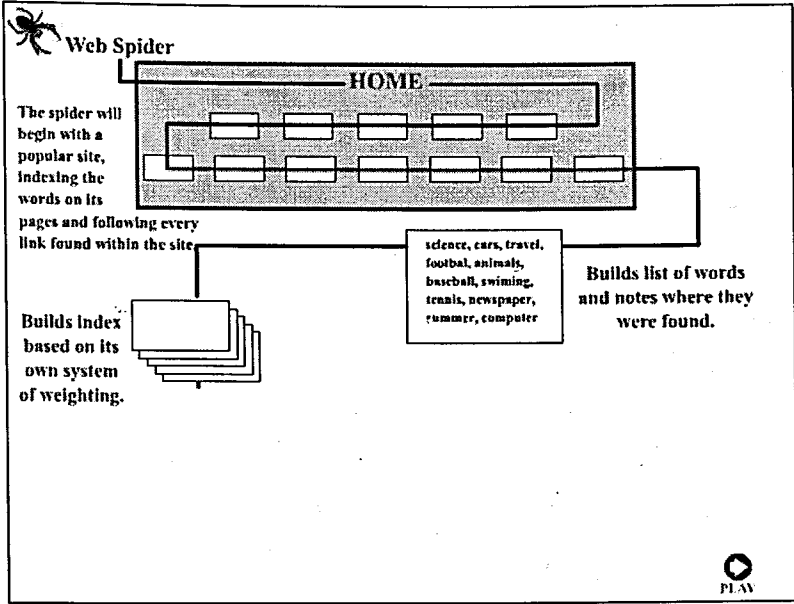 Web Spider
HOME
The spider will
begin with a
popular site,
indexing the
words on its
pages and following every
link found within the site
science, cars, travel,
footbal, animals,
baseball, swiming,
tennis, newspaper,
summer, computer
Builds list of words
and notes where they
were found.
Builds index
based on its
own system
of weighting.
PLAY